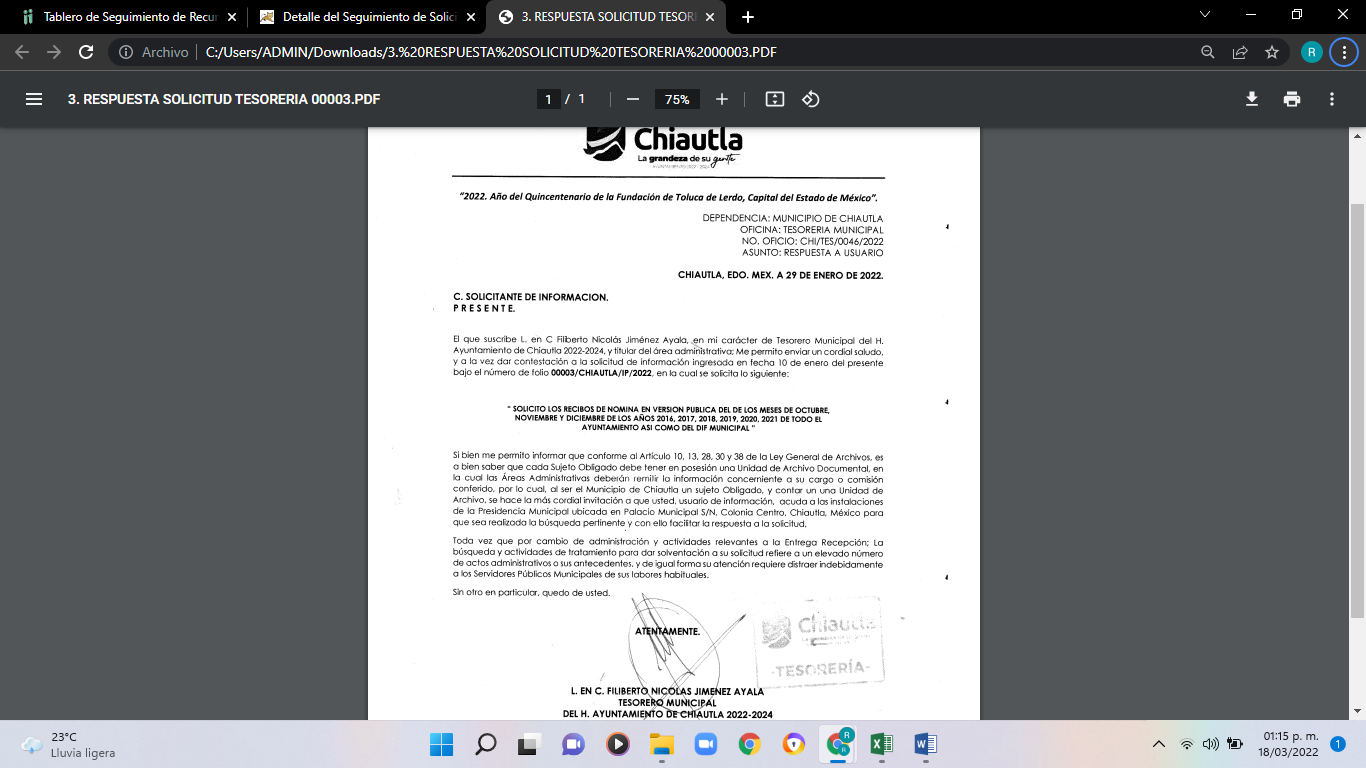 Tablero de Seguimiento de Recur
Detalle del Seguimiento de Solici
3. RESPUESTA SOLICITUD TESORE
Archivo
C:/Users/ADMIN/Downloads/3.%20RESPUESTA%20SOLICITUD%20TESORERIA%2000003.PDF
R
3. RESPUESTA SOLICITUD TESORERIA 00003.PDF
1 / 1
75%
Chiautla
La grandeza de su gente
"2022. Año del Quincentenario de la Fundación de Toluca de Lerdo, Capital del Estado de México".
DEPENDENCIA: MUNICIPIO DE CHIAUTLA
OFICINA: TESORERIA MUNICIPAL
NO. OFICIO: CHI/TES/0046/2022
ASUNTO: RESPUESTA A USUARIO
CHIAUTLA, EDO. MEX. A 29 DE ENERO DE 2022.
C. SOLICITANTE DE INFORMACION.
P R E S E N T E.
El que suscribe L. en C Filiberto Nicolás Jiménez Ayala, en mi carácter de Tesorero Municipal del H.
Ayuntamiento de Chiautla 2022-2024, y titular del área administrativa; Me permito enviar un cordial saludo,
y a la vez dar contestación a la solicitud de información ingresada en fecha 10 de enero del presente
bajo el número de folio 00003/CHIAUTLA/IP/2022, en la cual se solicita lo siguiente:
" SOLICITO LOS RECIBOS DE NOMINA EN VERSION PUBLICA DEL DE LOS MESES DE OCTUBRE,
NOVIEMBRE Y DICIEMBRE DE LOS AÑOS 2016, 2017, 2018, 2019, 2020, 2021 DE TODO EL
AYUNTAMIENTO ASI COMO DEL DIF MUNICIPAL "
Si bien me permito informar que conforme al Artículo 10, 13, 28, 30 y 38 de la Ley General de Archivos, es
a bien saber que cada Sujeto Obligado debe tener en posesión una Unidad de Archivo Documental, en
la cual las Áreas Administrativas deberán remitir la información concerniente a su cargo o comisión
conferido, por lo cual, al ser el Municipio de Chiautla un sujeto Obligado, y contar un una Unidad de
Archivo, se hace la más cordial invitación a que usted, usuario de información, acuda a las instalaciones
de la Presidencia Municipal ubicada en Palacio Municipal S/N, Colonia Centro, Chiautla, México para
que sea realizada la búsqueda pertinente y con ello facilitar la respuesta a la solicitud,
Toda vez que por cambio de administración y actividades relevantes a la Entrega Recepción; La
búsqueda y actividades de tratamiento para dar solventación a su solicitud refiere a un elevado número
de actos administrativos o sus antecedentes, y de igual forma su atención requiere distraer indebidamente
a los Servidores Públicos Municipales de sus labores habituales.
Sin otro en particular, quedo de usted.
ATENTAMENTE.
Chiautla
-TESORERÍA-
L. EN C. FILIBERTO NICOLAS JIMENEZ AYALA
TESORERO MUNICIPAL
DEL H. AYUNTAMIENTO DE CHIAUTLA 2022-2024
23°C
Lluvia ligera
R
R
01:15 p. m.
18/03/2022
1